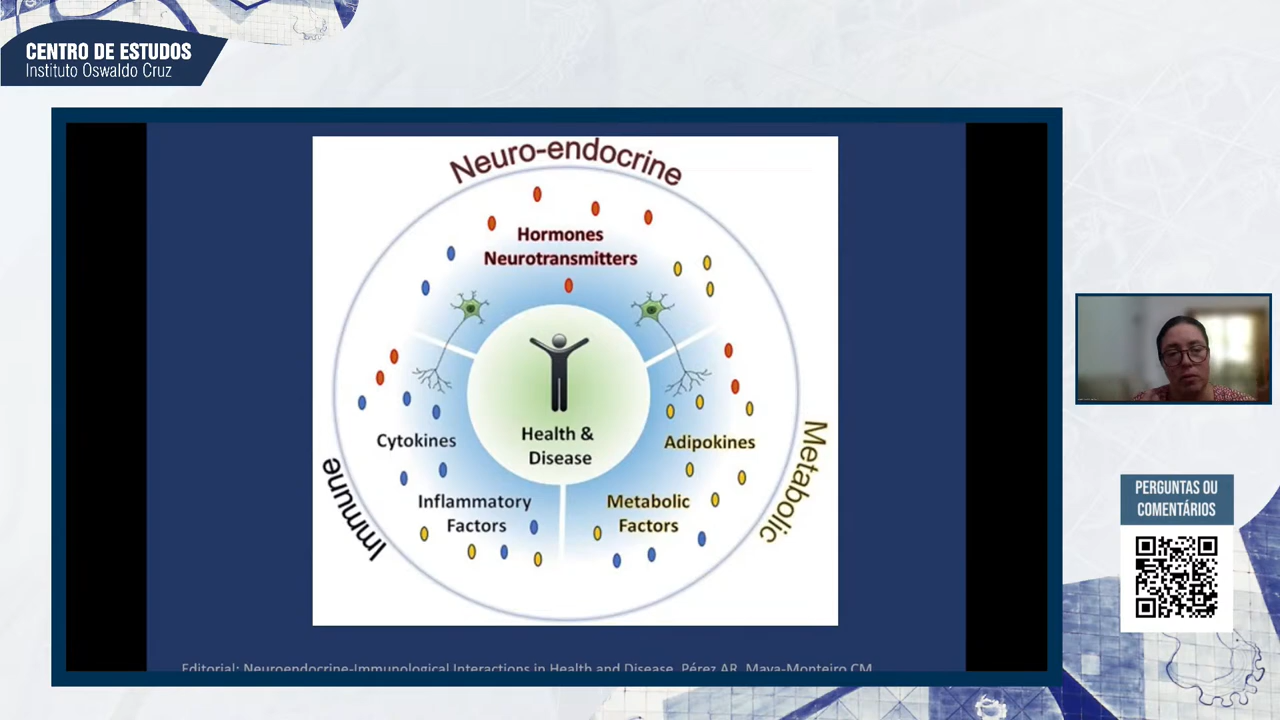 CENTRO DE ESTUDOS
Instituto Oswaldo Cruz
Neuro-endocrine
Hormones
Neurotransmitters
Cytokines
Health &
Disease
Adipokines
Inflammatory
Factors
Metabolic
Factors
Immune
Metabolic
PERGUNTAS OU
COMENTÁRIOS
Editorial: Neuroendocrine-Immunological Interactions in Health and Disease. Pérez AR, Maya-Monteiro CM